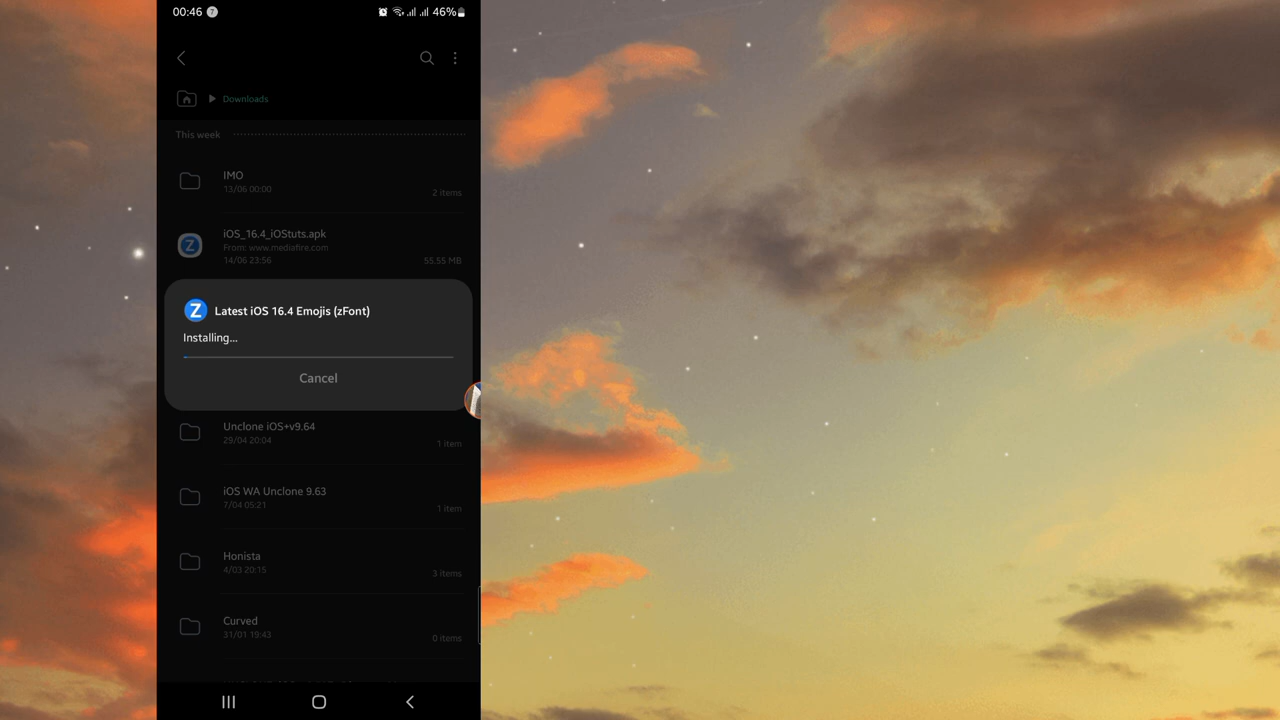 00:46
7
46%
Downloads
This week
IMO
13/06 00:00
2 items
iOS_16.4_iOStuts.apk
From: www.mediafire.com
14/06 23:56
55.55 MB
Z
Latest iOS 16.4 Emojis (zFont)
Installing...
Cancel
Unclone iOS+v9.64
29/04 20:04
1 item
iOS WA Unclone 9.63
7/04 05:21
1 item
Honista
4/03 20:15
3 items
Curved
31/01 19:43
0 items